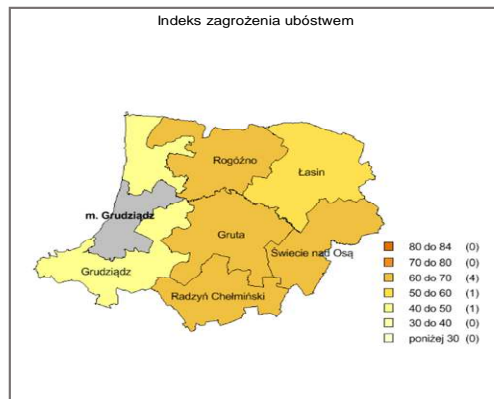 Indeks zagrożenia ubóstwem
Rogóźno
Łasin
m. Grudziądz
Gruta
Świecie nad Osą
Grudziądz
Radzyń Chełmiński
80 do 84 (0)
70 do 80 (0)
60 do 70 (4)
50 do 60 (1)
40 do 50 (1)
30 do 40 (0)
poniżej 30 (0)